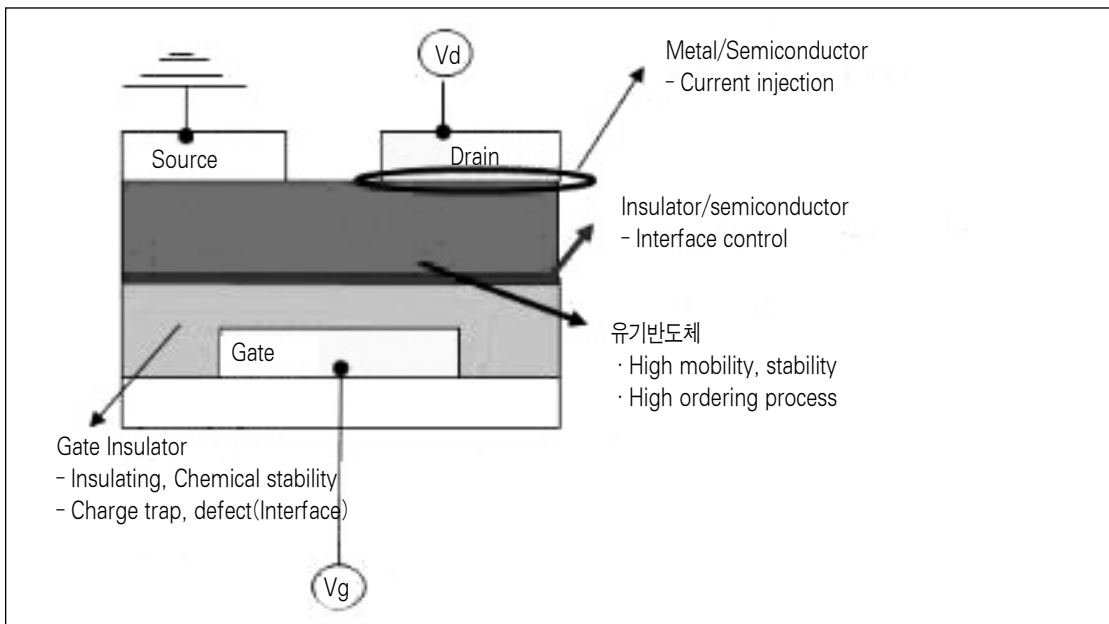 Vd
Metal/Semiconductor
- Current injection
Source
Drain
Insulator/semiconductor
- Interface control
유기반도체
· High mobility, stability
· High ordering process
Gate
Gate Insulator
- Insulating, Chemical stability
- Charge trap, defect(Interface)
Vg